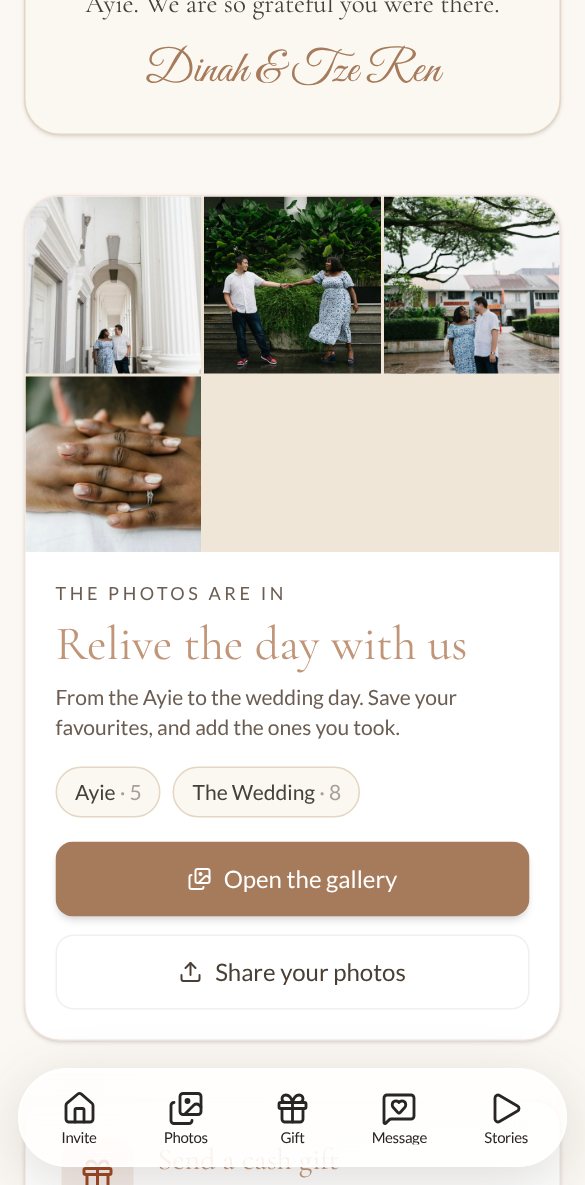 Ayie. We are so grateful you were there.
Dinah & Tze Ren
THE PHOTOS ARE IN
Relive the day with us
From the Ayie to the wedding day. Save your
favourites, and add the ones you took.
Ayie · 5
The Wedding · 8
Open the gallery
Share your photos
Invite
Photos
Gift
Message
Stories
Send a cash gift